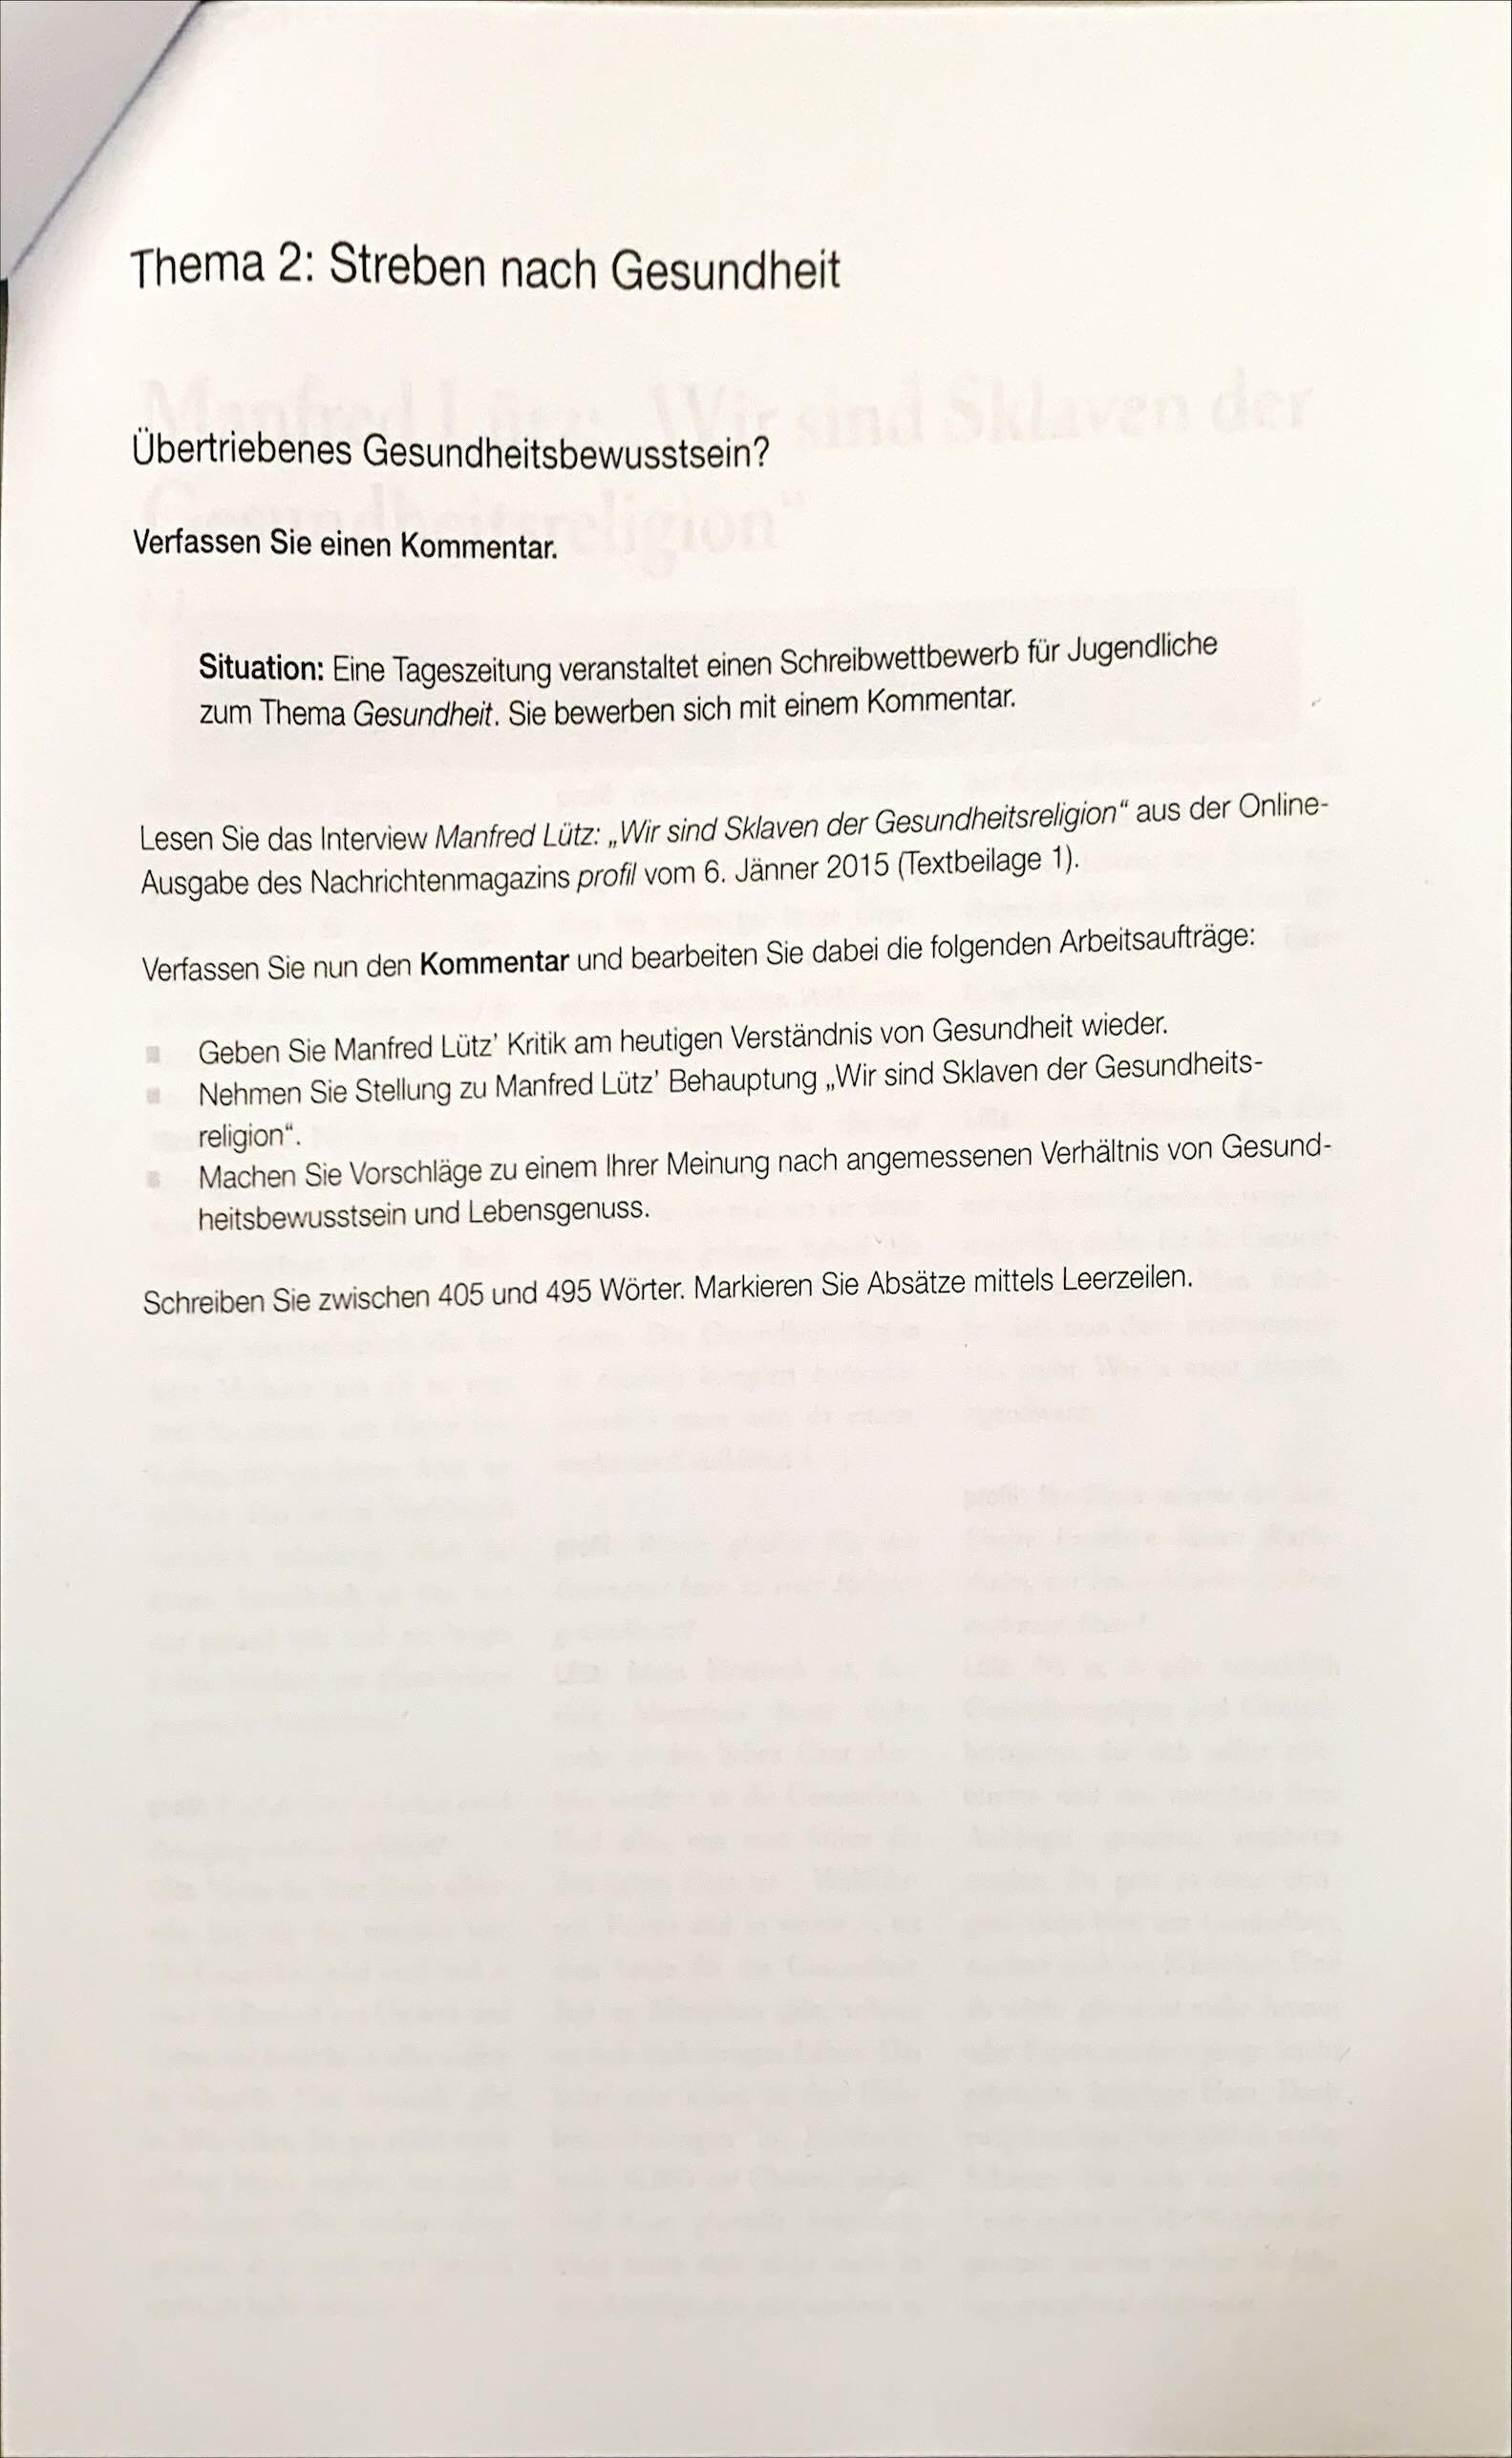 Thema 2: Streben nach Gesundheit
Übertriebenes Gesundheitsbewusstsein?
Verfassen Sie einen Kommentar.
Situation: Eine Tageszeitung veranstaltet einen Schreibwettbewerb für Jugendliche
zum Thema Gesundheit. Sie bewerben sich mit einem Kommentar.
Lesen Sie das Interview Manfred Lütz: „Wir sind Sklaven der Gesundheitsreligion“ aus der Online-
Ausgabe des Nachrichtenmagazins profil vom 6. Jänner 2015 (Textbeilage 1).
Verfassen Sie nun den Kommentar und bearbeiten Sie dabei die folgenden Arbeitsaufträge:
Geben Sie Manfred Lütz’ Kritik am heutigen Verständnis von Gesundheit wieder.
Nehmen Sie Stellung zu Manfred Lütz’ Behauptung „Wir sind Sklaven der Gesundheits-
religion“.
Machen Sie Vorschläge zu einem Ihrer Meinung nach angemessenen Verhältnis von Gesund-
heitsbewusstsein und Lebensgenuss.
Schreiben Sie zwischen 405 und 495 Wörter. Markieren Sie Absätze mittels Leerzeilen.